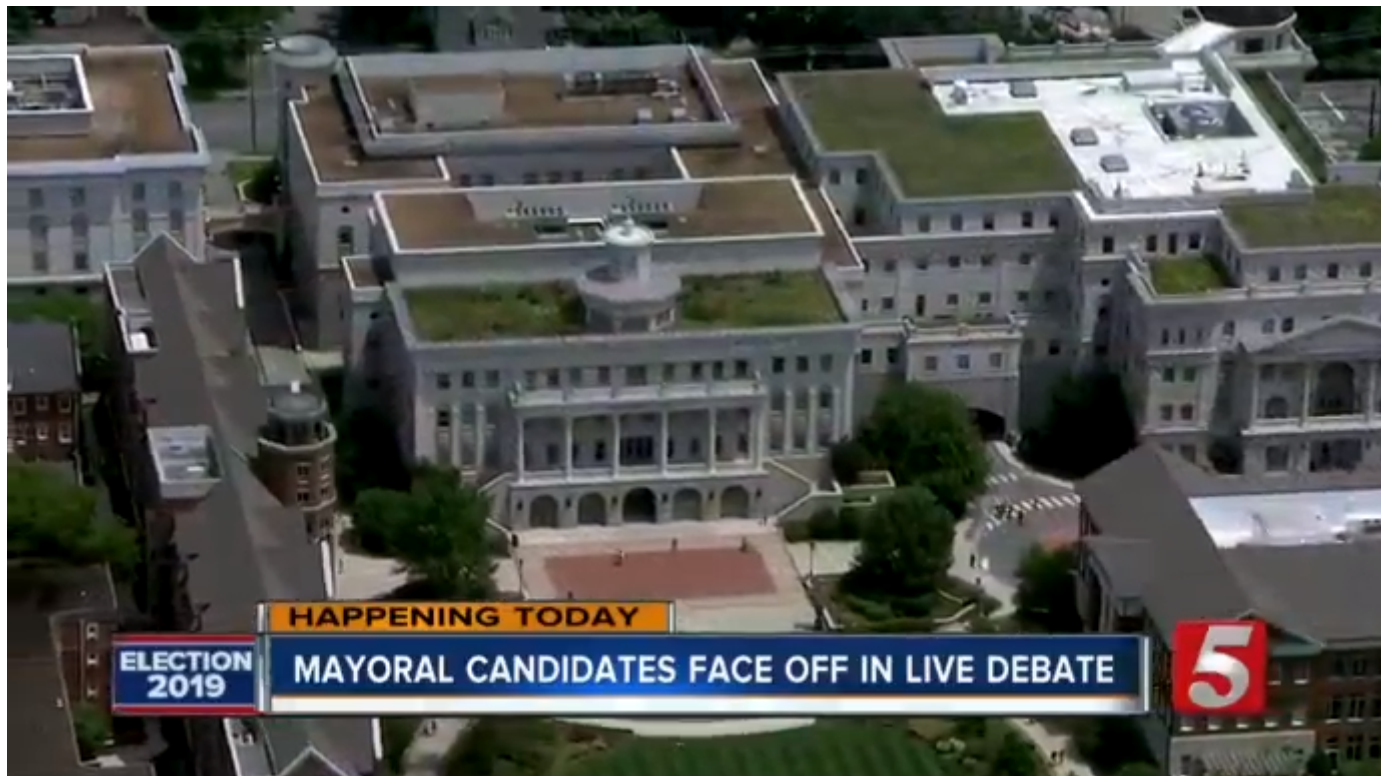 HAPPENING TODAY
ELECTION
2019
MAYORAL CANDIDATES FACE OFF IN LIVE DEBATE
5